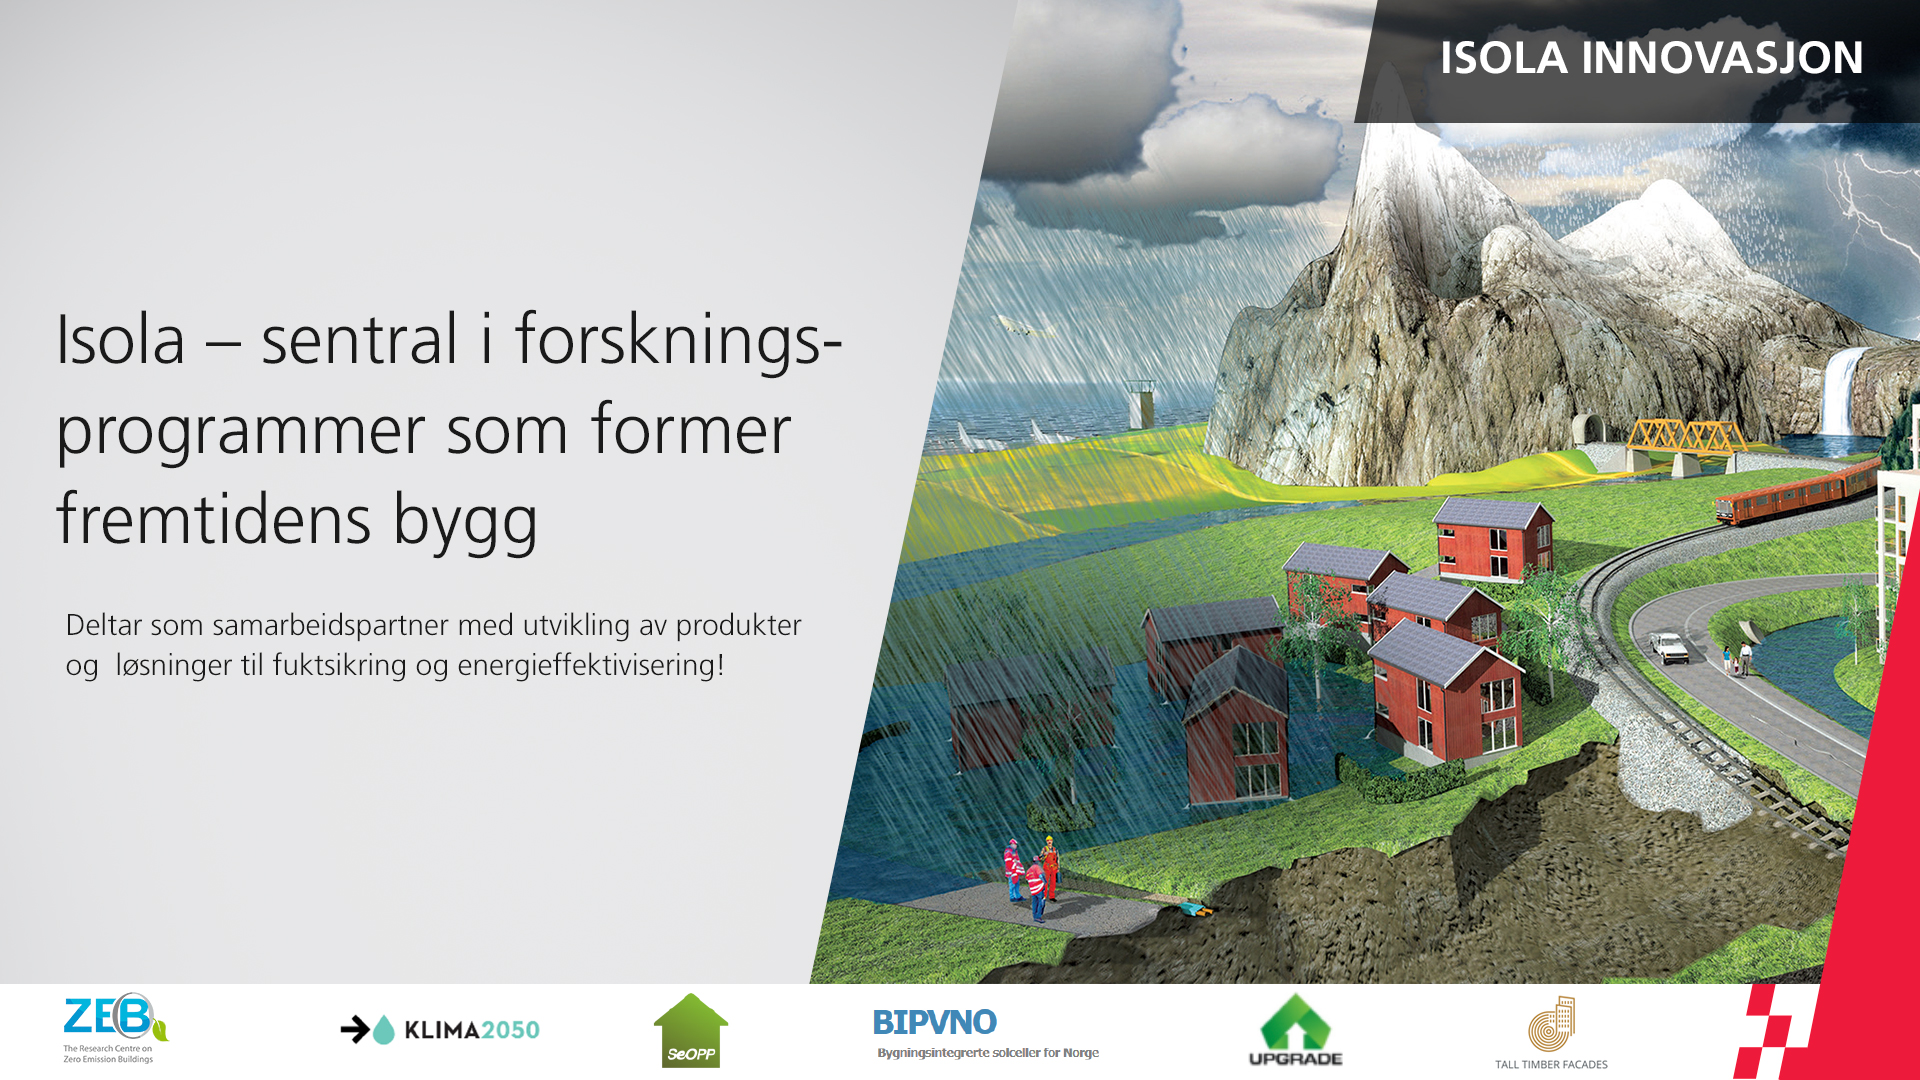 ISOLA INNOVASJON
Isola – sentral i forsknings-
programmer som former
fremtidens bygg
Deltar som samarbeidspartner med utvikling av produkter
og løsninger til fuktsikring og energieffektivisering!
ZEB
The Research Centre on
Zero Emission Buildings
KLIMA2050
SeOPP
BIPVNO
Bygningsintegrerte solceller for Norge
UPGRADE
TALL TIMBER FACADES